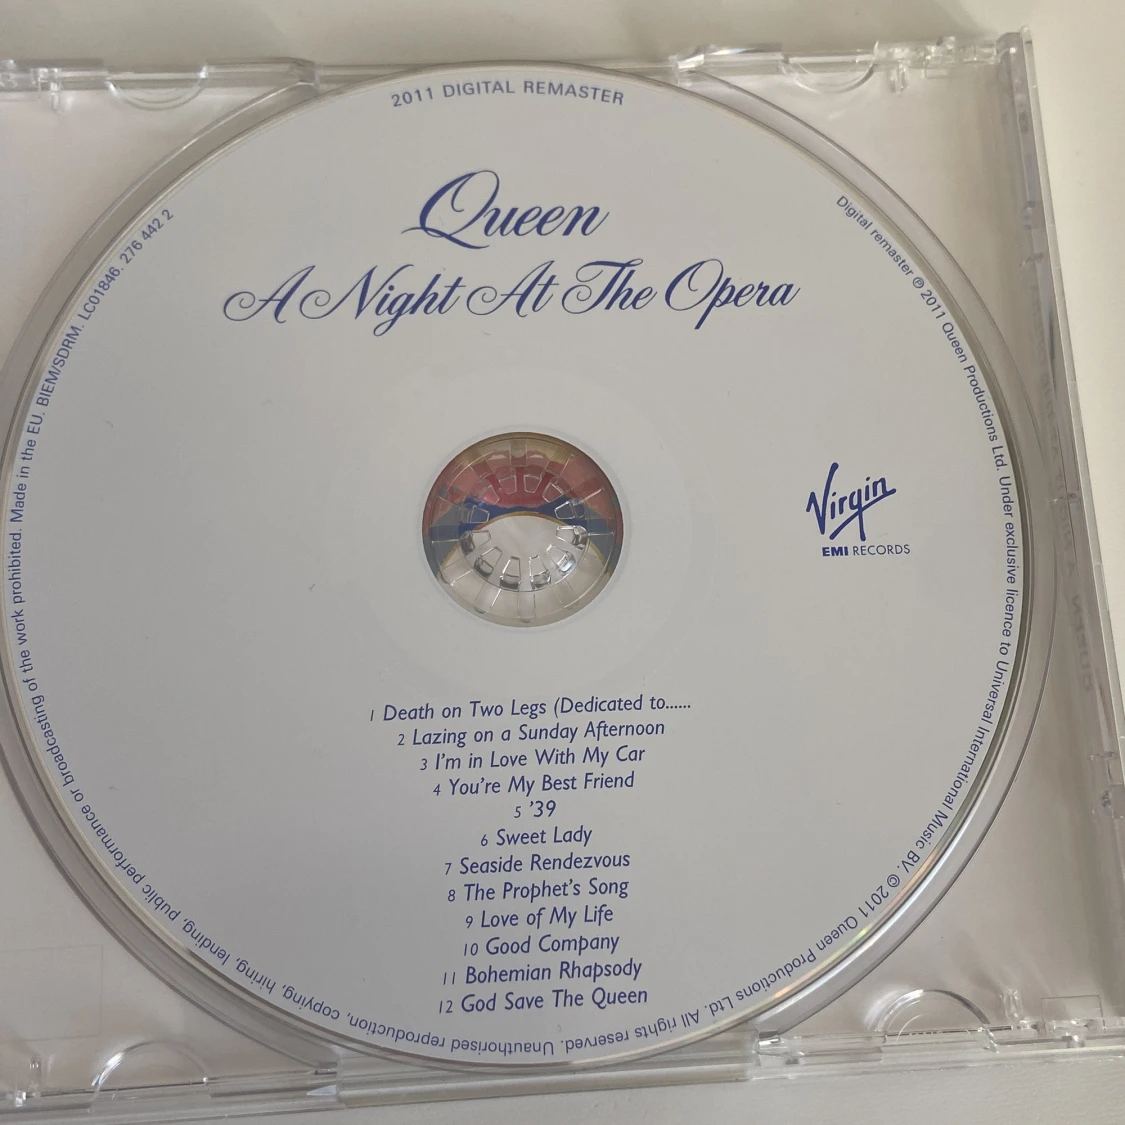 2011 DIGITAL REMASTER
Queen
A Night At The Opera
Virgin
EMI RECORDS
1 Death on Two Legs (Dedicated to......
2 Lazing on a Sunday Afternoon
3 I'm in Love With My Car
4 You're My Best Friend
5 '39
6 Sweet Lady
7 Seaside Rendezvous
8 The Prophet's Song
9 Love of My Life
10 Good Company
11 Bohemian Rhapsody
12 God Save The Queen
Digital remaster ℗ 2011 Queen Productions Ltd. Under exclusive licence to Universal International Music BV. © 2011 Queen Productions Ltd. All rights reserved. Unauthorised reproduction, copying, hiring, lending, public performance or broadcasting of the work prohibited. Made in the EU. BIEM/SDRM. LC01846. 276 442 2